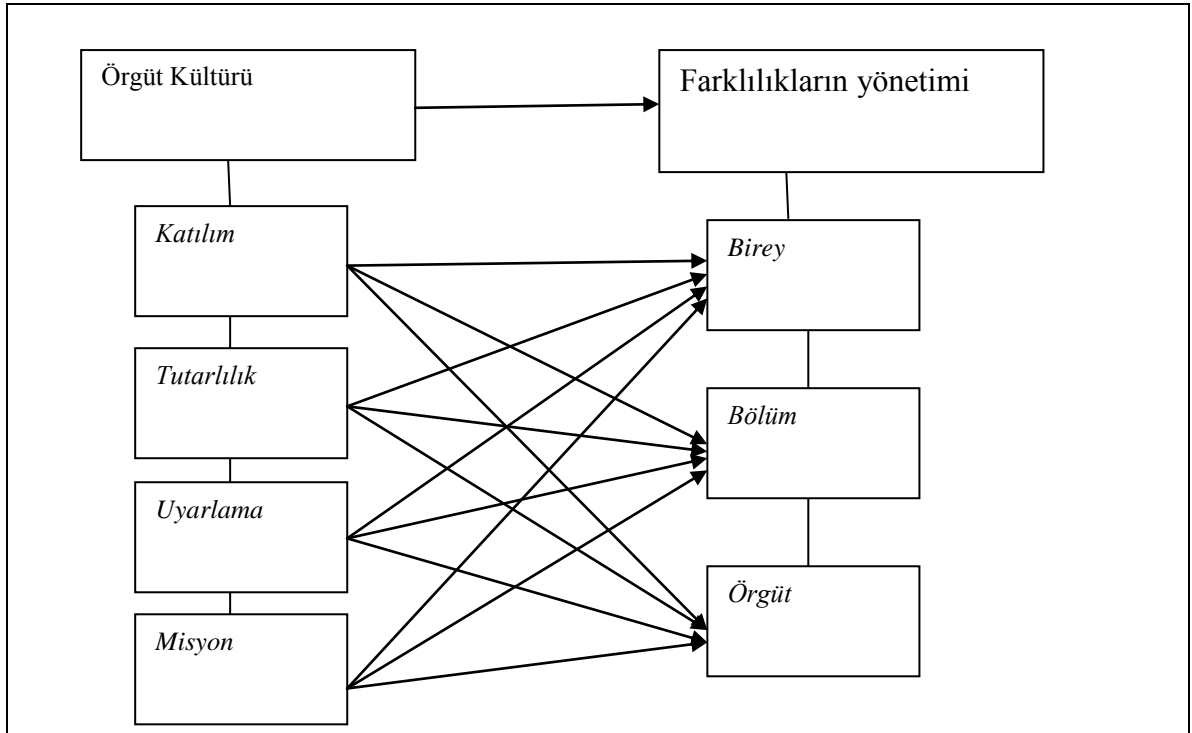 Örgüt Kültürü
Farklılıkların yönetimi
Katılım
Birey
Tutarlılık
Bölüm
Uyarlama
Örgüt
Misyon